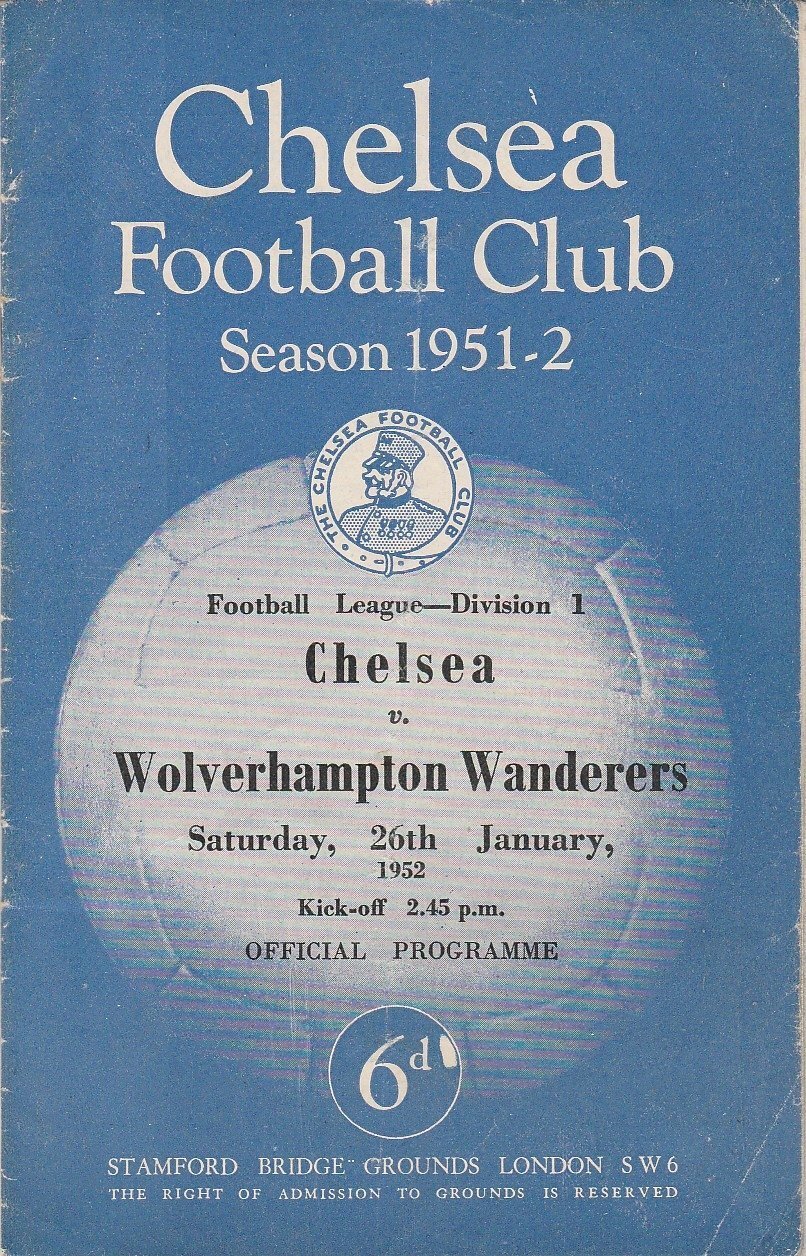 Chelsea
Football Club
Season 1951-2
THE CHELSEA FOOTBALL CLUB
Football League—Division 1
Chelsea
v.
Wolverhampton Wanderers
Saturday, 26th January,
1952
Kick-off 2.45 p.m.
OFFICIAL PROGRAMME
6d
STAMFORD BRIDGE GROUNDS LONDON SW6
THE RIGHT OF ADMISSION TO GROUNDS IS RESERVED